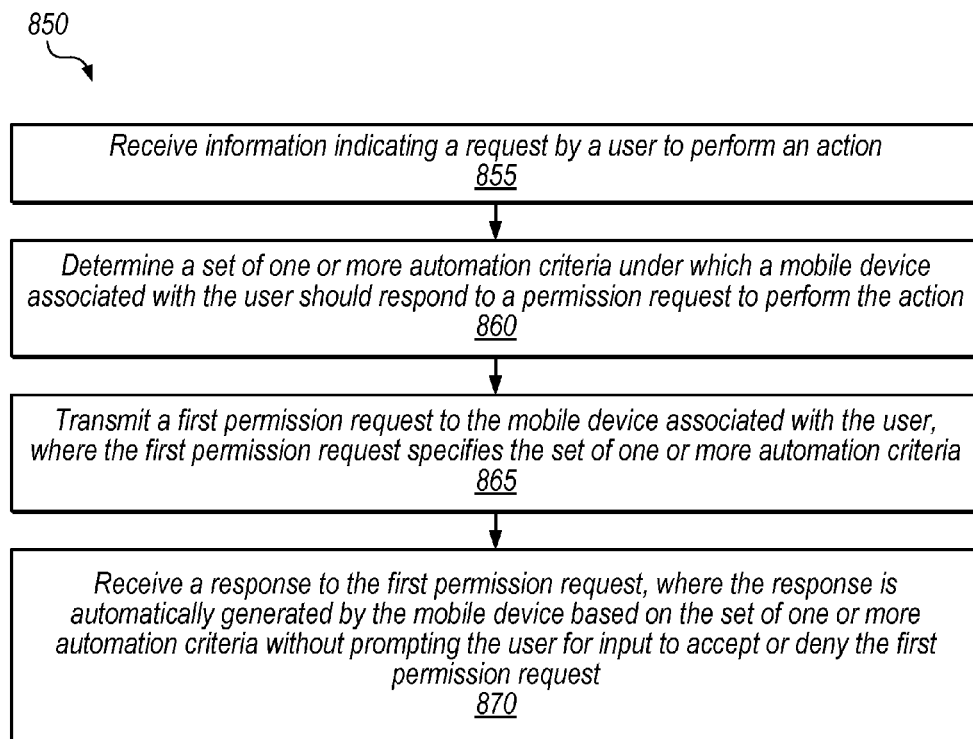 850
Receive information indicating a request by a user to perform an action
855
Determine a set of one or more automation criteria under which a mobile device
associated with the user should respond to a permission request to perform the action
860
Transmit a first permission request to the mobile device associated with the user,
where the first permission request specifies the set of one or more automation criteria
865
Receive a response to the first permission request, where the response is
automatically generated by the mobile device based on the set of one or more
automation criteria without prompting the user for input to accept or deny the first
permission request
870